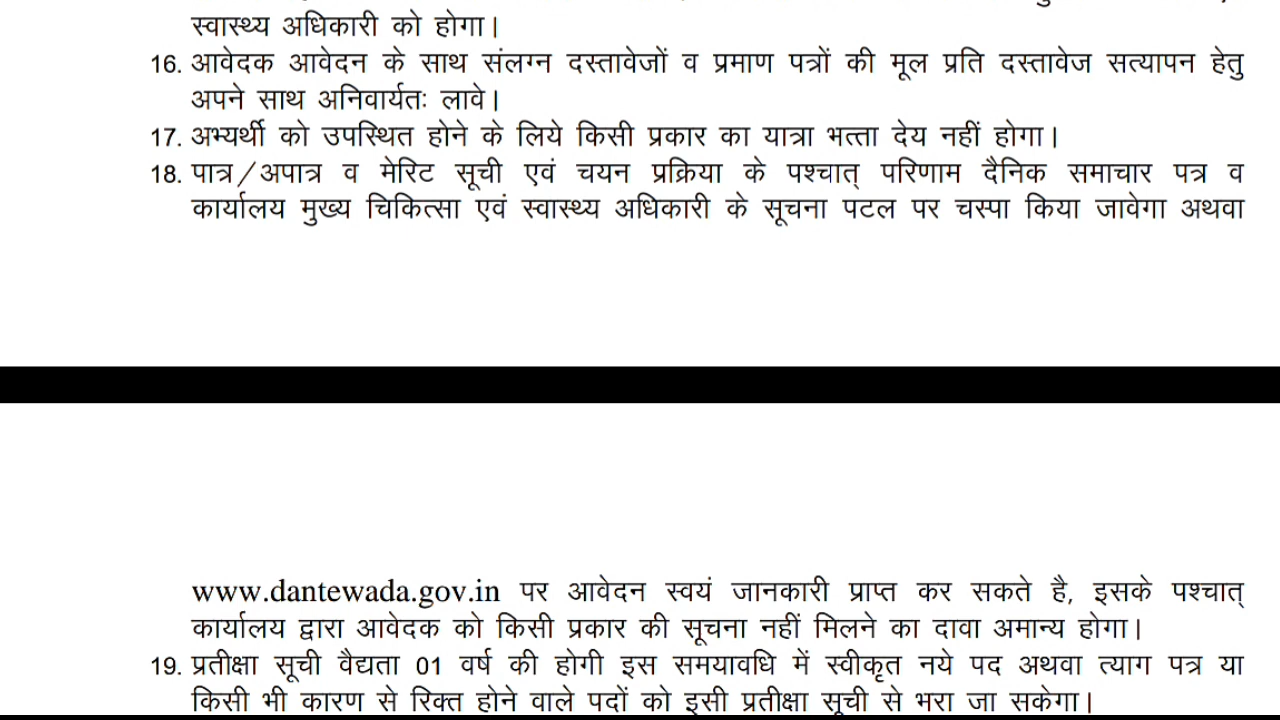 स्वास्थ्य अधिकारी को होगा।
16. आवेदक आवेदन के साथ संलग्न दस्तावेजों व प्रमाण पत्रों की मूल प्रति दस्तावेज सत्यापन हेतु
अपने साथ अनिवार्यतः लावे।
17. अभ्यर्थी को उपस्थित होने के लिये किसी प्रकार का यात्रा भत्ता देय नहीं होगा।
18. पात्र/अपात्र व मेरिट सूची एवं चयन प्रक्रिया के पश्चात् परिणाम दैनिक समाचार पत्र व
कार्यालय मुख्य चिकित्सा एवं स्वास्थ्य अधिकारी के सूचना पटल पर चस्पा किया जावेगा अथवा
www.dantewada.gov.in पर आवेदन स्वयं जानकारी प्राप्त कर सकते है, इसके पश्चात्
कार्यालय द्वारा आवेदक को किसी प्रकार की सूचना नहीं मिलने का दावा अमान्य होगा।
19. प्रतीक्षा सूची वैद्यता 01 वर्ष की होगी इस समयावधि में स्वीकृत नये पद अथवा त्याग पत्र या
किसी भी कारण से रिक्त होने वाले पदों को इसी प्रतीक्षा सूची से भरा जा सकेगा।